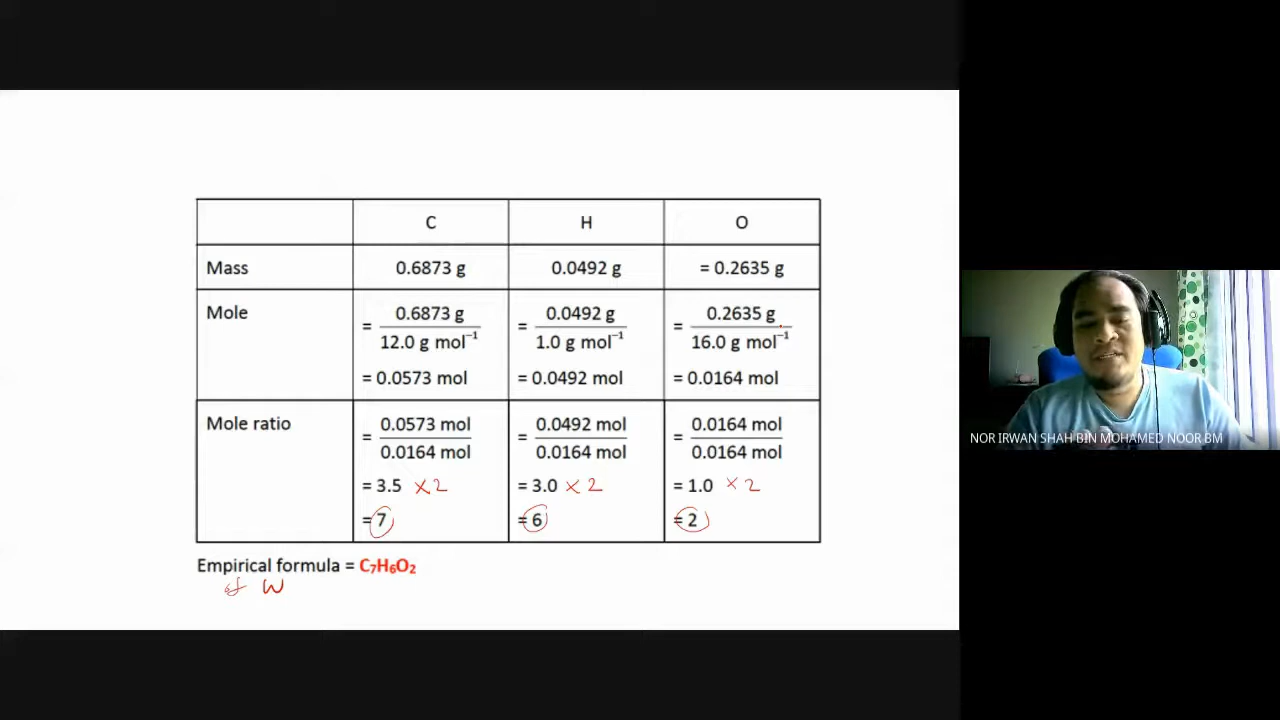 C H O
Mass 0.6873 g 0.0492 g = 0.2635 g
Mole = 0.6873 g / 12.0 g mol⁻¹ = 0.0492 g / 1.0 g mol⁻¹ = 0.2635 g / 16.0 g mol⁻¹
= 0.0573 mol = 0.0492 mol = 0.0164 mol
Mole ratio = 0.0573 mol / 0.0164 mol = 0.0492 mol / 0.0164 mol = 0.0164 mol / 0.0164 mol
= 3.5 ×2 = 3.0 ×2 = 1.0 ×2
= 7 = 6 = 2
Empirical formula = C₇H₆O₂
of W
NOR IRWAN SHAH BIN MOHAMED NOOR BM